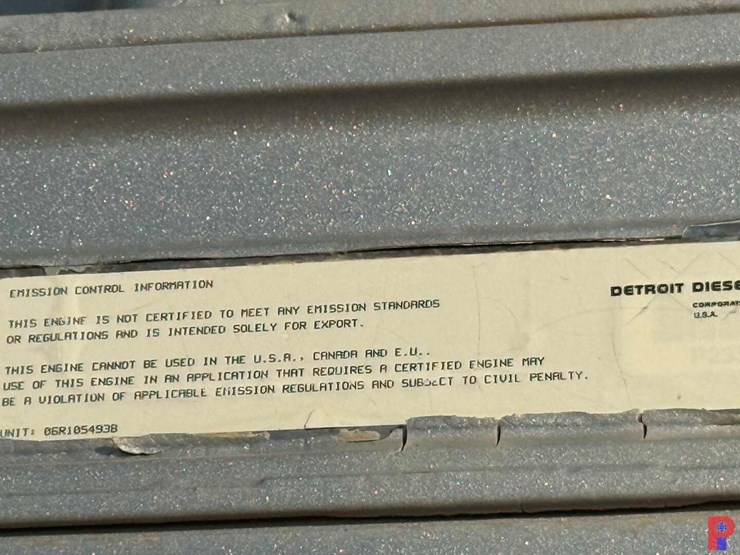 EMISSION CONTROL INFORMATION
DETROIT DIESE
CORPORAT
U.S.A.
THIS ENGINE IS NOT CERTIFIED TO MEET ANY EMISSION STANDARDS
OR REGULATIONS AND IS INTENDED SOLELY FOR EXPORT.
THIS ENGINE CANNOT BE USED IN THE U.S.A., CANADA AND E.U..
USE OF THIS ENGINE IN AN APPLICATION THAT REQUIRES A CERTIFIED ENGINE MAY
BE A VIOLATION OF APPLICABLE EMISSION REGULATIONS AND SUBJECT TO CIVIL PENALTY.
UNIT: 06R1054938